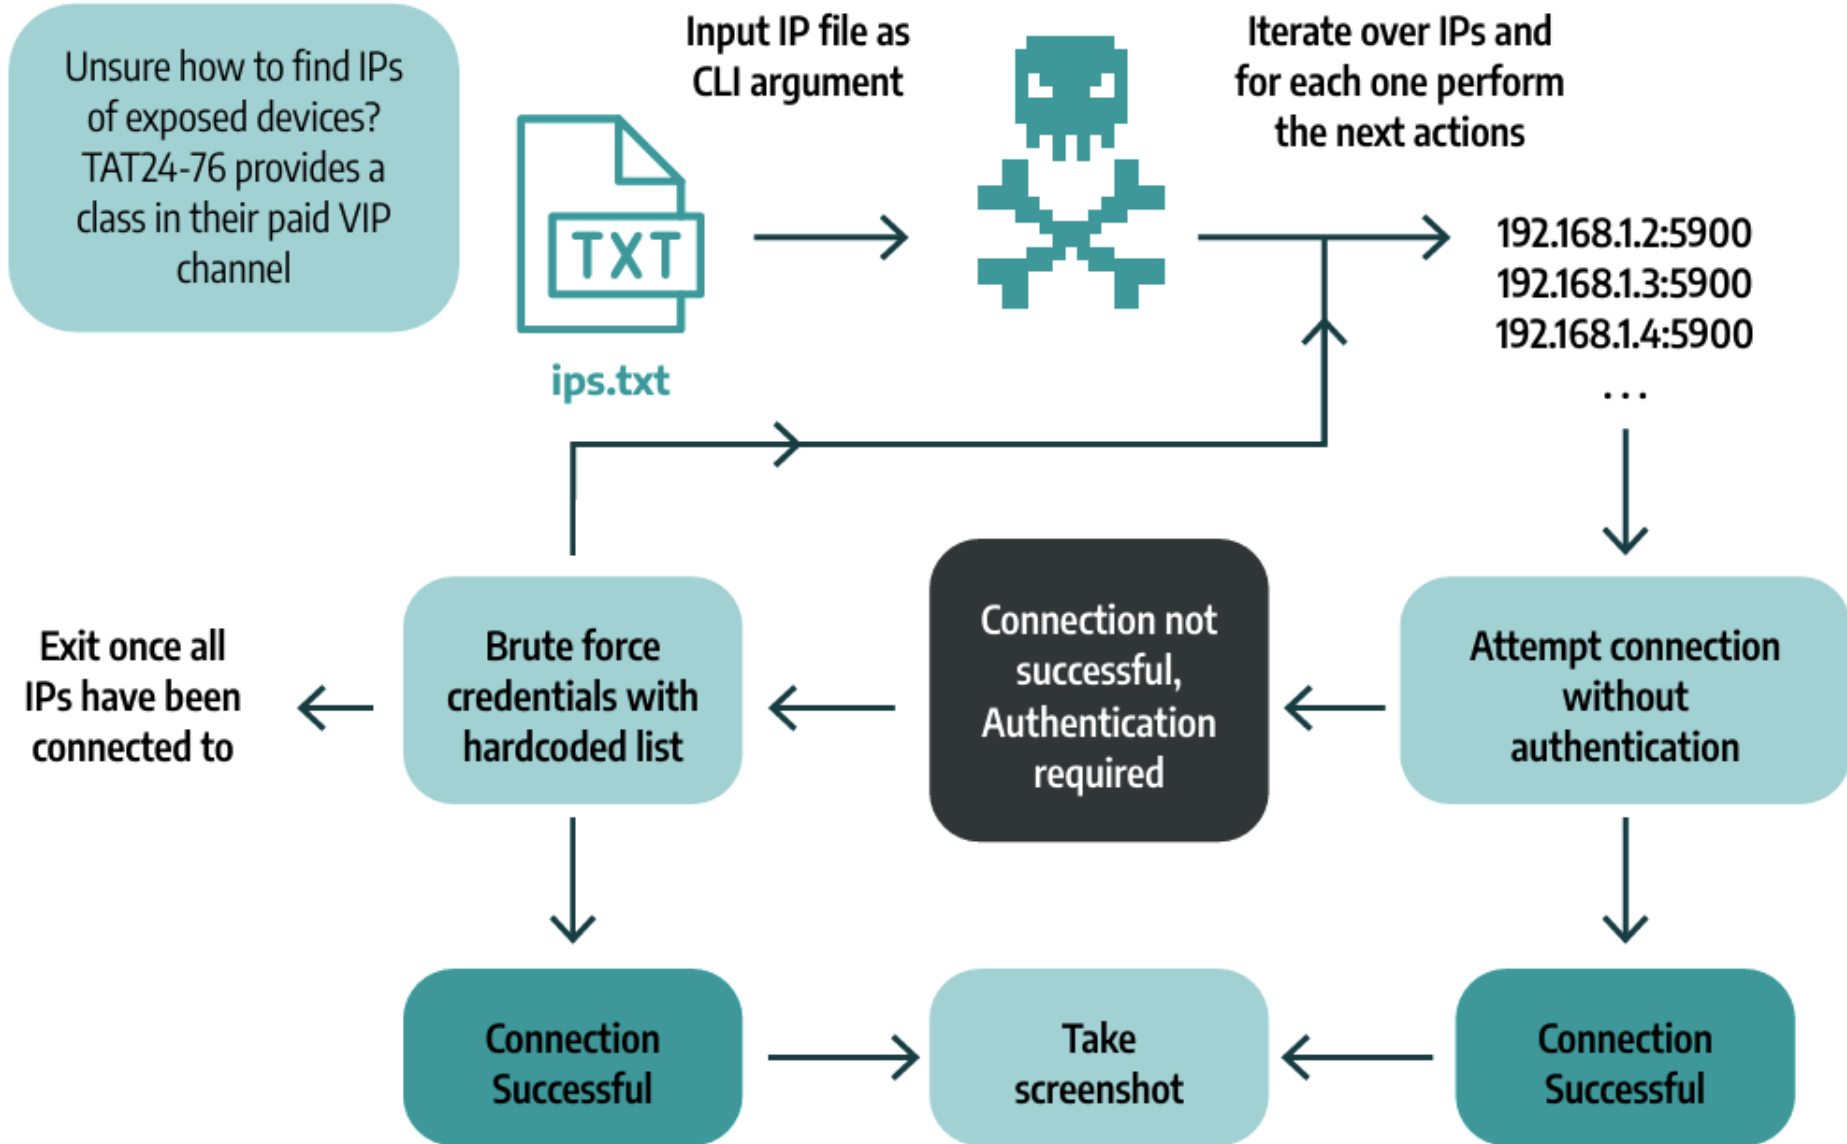 Unsure how to find IPs
of exposed devices?
TAT24-76 provides a
class in their paid VIP
channel
TXT
ips.txt
Input IP file as
CLI argument
Iterate over IPs and
for each one perform
the next actions
192.168.1.2:5900
192.168.1.3:5900
192.168.1.4:5900
...
Attempt connection
without
authentication
Connection not
successful,
Authentication
required
Brute force
credentials with
hardcoded list
Exit once all
IPs have been
connected to
Connection
Successful
Take
screenshot
Connection
Successful